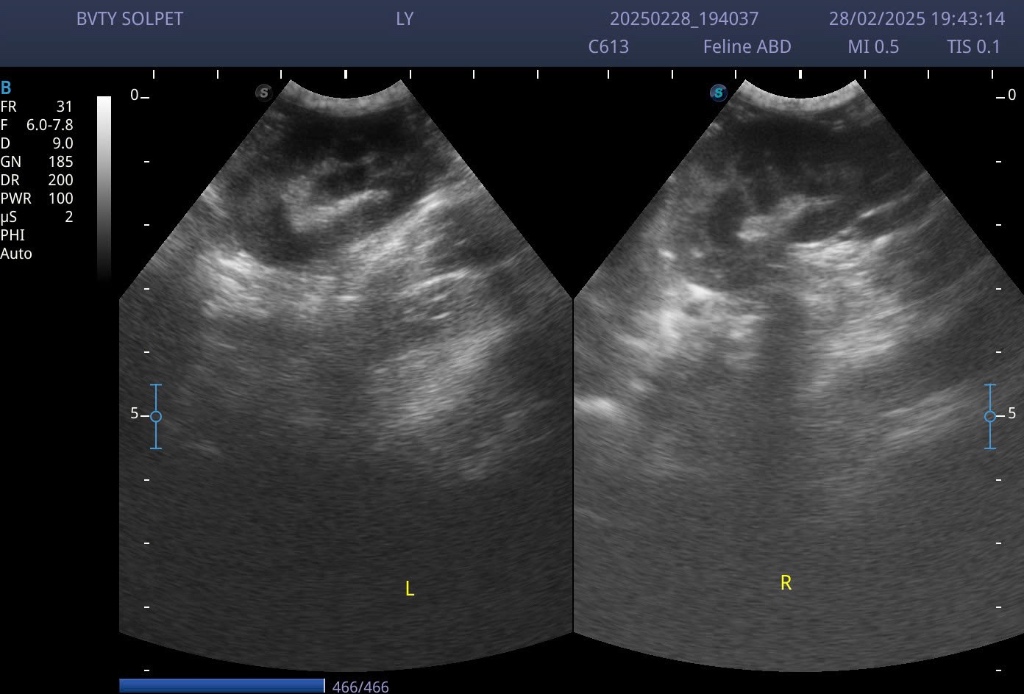 BVTY SOLPET LY 20250228_194037 28/02/2025 19:43:14
C613 Feline ABD MI 0.5 TIS 0.1
B
FR 31
F 6.0-7.8
D 9.0
GN 185
DR 200
PWR 100
µS 2
PHI
Auto
0
S
S
0
5
5
L
R
466/466